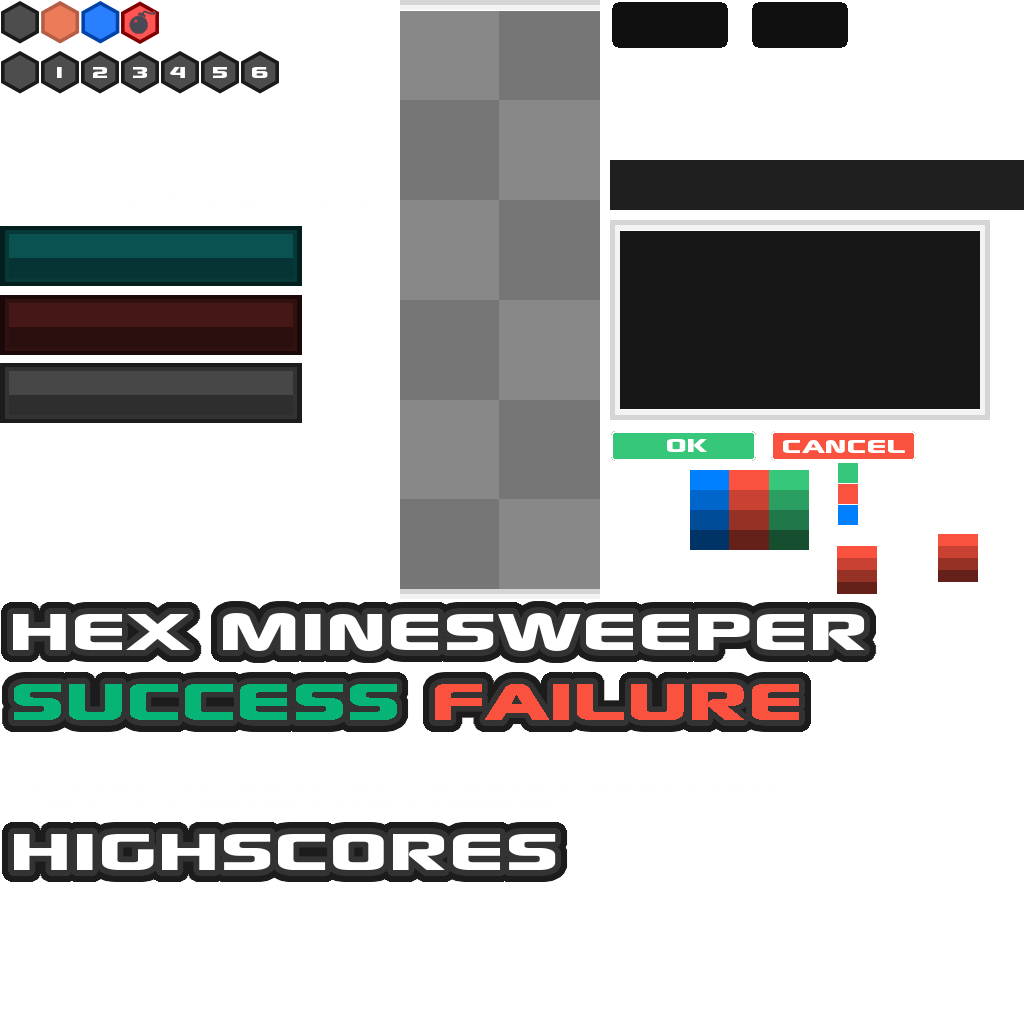 1 2 3 4 5 6
OK CANCEL
HEX MINESWEEPER
SUCCESS FAILURE
HIGHSCORES